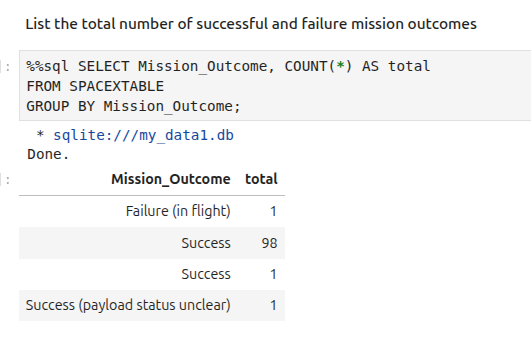 List the total number of successful and failure mission outcomes
]: %%sql SELECT Mission_Outcome, COUNT(*) AS total
FROM SPACEXTABLE
GROUP BY Mission_Outcome;
* sqlite:///my_data1.db
Done.
]: Mission_Outcome total
Failure (in flight) 1
Success 98
Success 1
Success (payload status unclear) 1